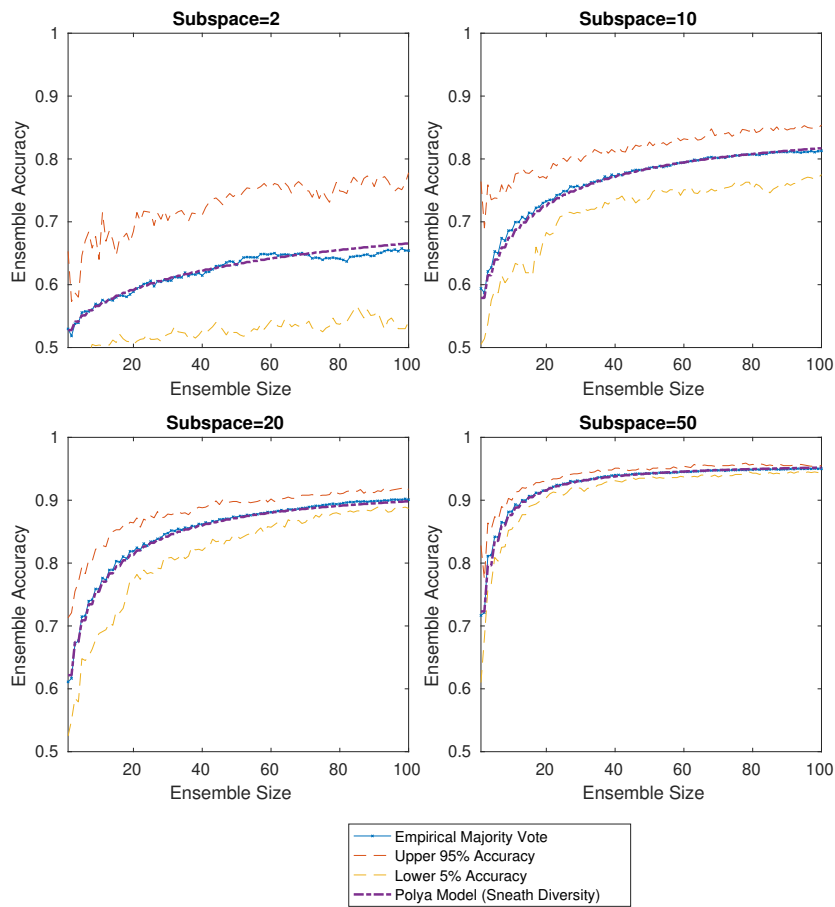 Subspace=2
1
0.9
0.8
0.7
0.6
0.5
Ensemble Accuracy
20 40 60 80 100
Ensemble Size
Subspace=10
1
0.9
0.8
0.7
0.6
0.5
Ensemble Accuracy
20 40 60 80 100
Ensemble Size
Subspace=20
1
0.9
0.8
0.7
0.6
0.5
Ensemble Accuracy
20 40 60 80 100
Ensemble Size
Subspace=50
1
0.9
0.8
0.7
0.6
0.5
Ensemble Accuracy
20 40 60 80 100
Ensemble Size
Empirical Majority Vote
Upper 95% Accuracy
Lower 5% Accuracy
Polya Model (Sneath Diversity)